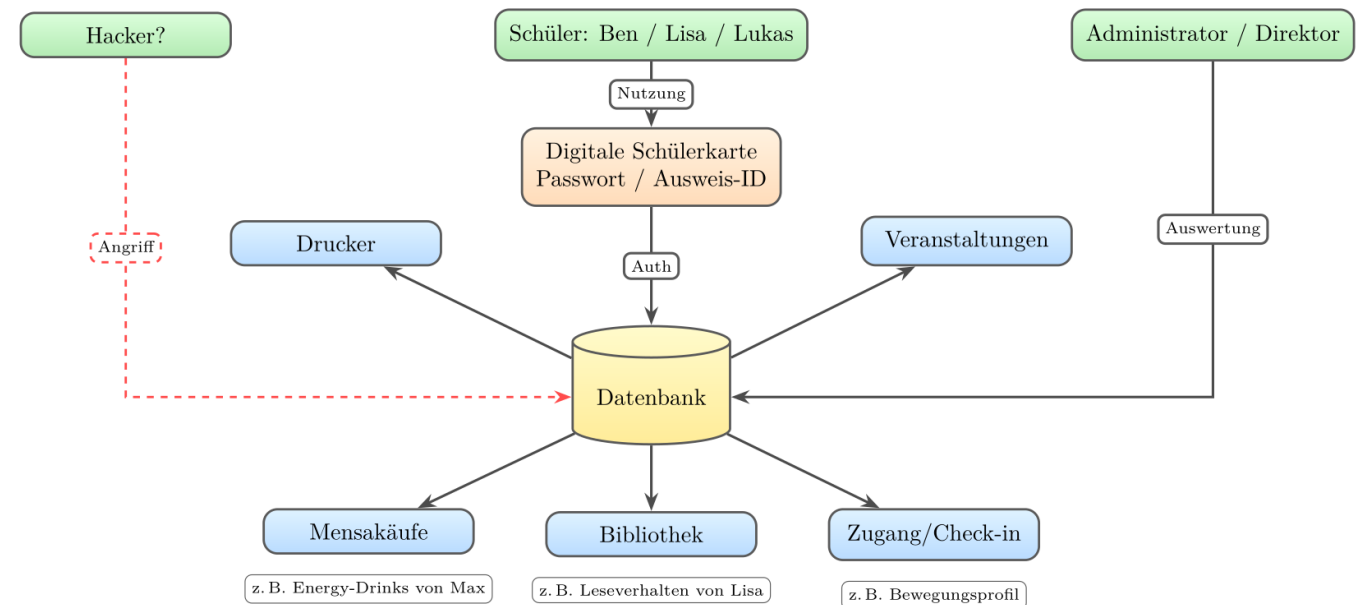 Hacker?
Schüler: Ben / Lisa / Lukas
Administrator / Direktor
Nutzung
Digitale Schülerkarte
Passwort / Ausweis-ID
Angriff
Drucker
Veranstaltungen
Auswertung
Auth
Datenbank
Mensakäufe
Bibliothek
Zugang/Check-in
z. B. Energy-Drinks von Max
z. B. Leseverhalten von Lisa
z. B. Bewegungsprofil